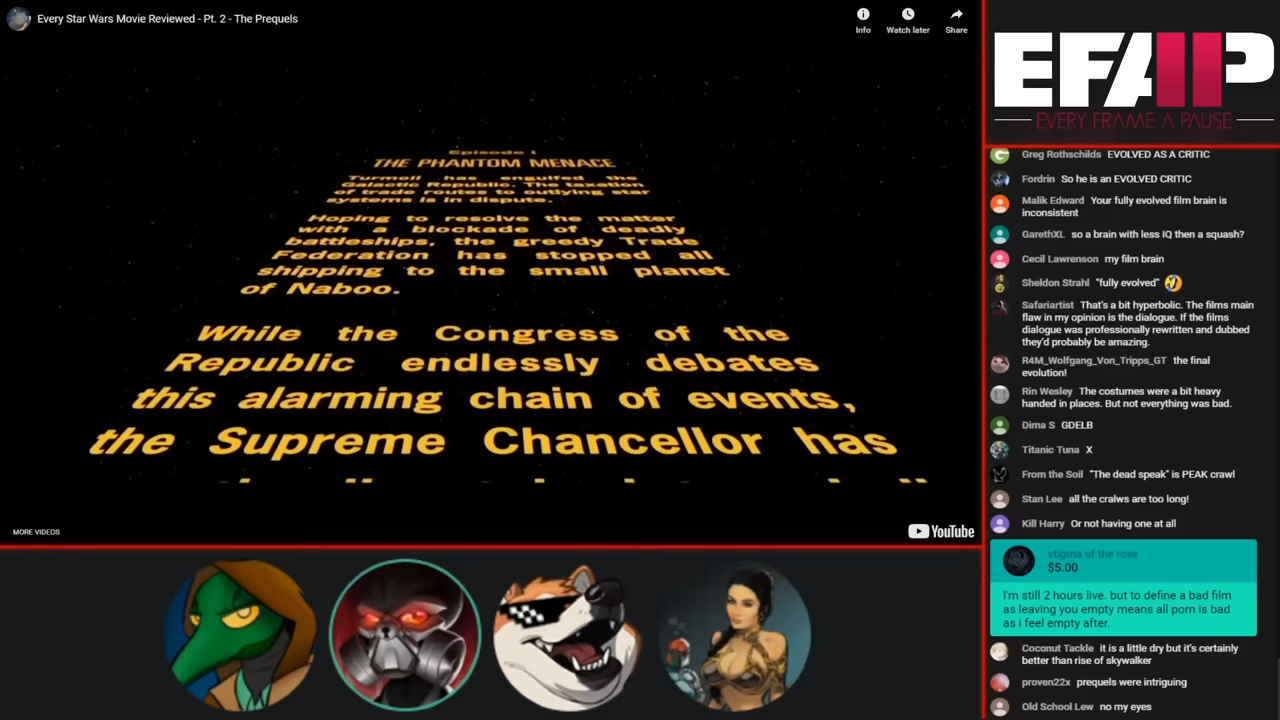 Every Star Wars Movie Reviewed - Pt. 2 - The Prequels
Info
Watch later
Share
Episode I
THE PHANTOM MENACE
Turmoil has engulfed the
Galactic Republic. The taxation
of trade routes to outlying star
systems is in dispute.
Hoping to resolve the matter
with a blockade of deadly
battleships, the greedy Trade
Federation has stopped all
shipping to the small planet
of Naboo.
While the Congress of the
Republic endlessly debates
this alarming chain of events,
the Supreme Chancellor has
MORE VIDEOS
YouTube
EFAP
EVERY FRAME A PAUSE
Greg Rothschilds EVOLVED AS A CRITIC
Fordrin So he is an EVOLVED CRITIC
Malik Edward Your fully evolved film brain is
inconsistent
GarethXL so a brain with less IQ then a squash?
Cecil Lawrenson my film brain
Sheldon Strahl "fully evolved" 🤣
Safariartist That's a bit hyperbolic. The films main
flaw in my opinion is the dialogue. If the films
dialogue was professionally rewritten and dubbed
they'd probably be amazing.
R4M_Wolfgang_Von_Tripps_GT the final
evolution!
Rin Wesley The costumes were a bit heavy
handed in places. But not everything was bad.
Dima S GDELB
Titanic Tuna X
From the Soil "The dead speak" is PEAK crawl
Stan Lee all the cralws are too long!
Kill Harry Or not having one at all
stigma of the rose
$5.00
I'm still 2 hours live. but to define a bad film
as leaving you empty means all porn is bad
as i feel empty after.
Coconut Tackle it is a little dry but it's certainly
better than rise of skywalker
proven22x prequels were intriguing
Old School Lew no my eyes